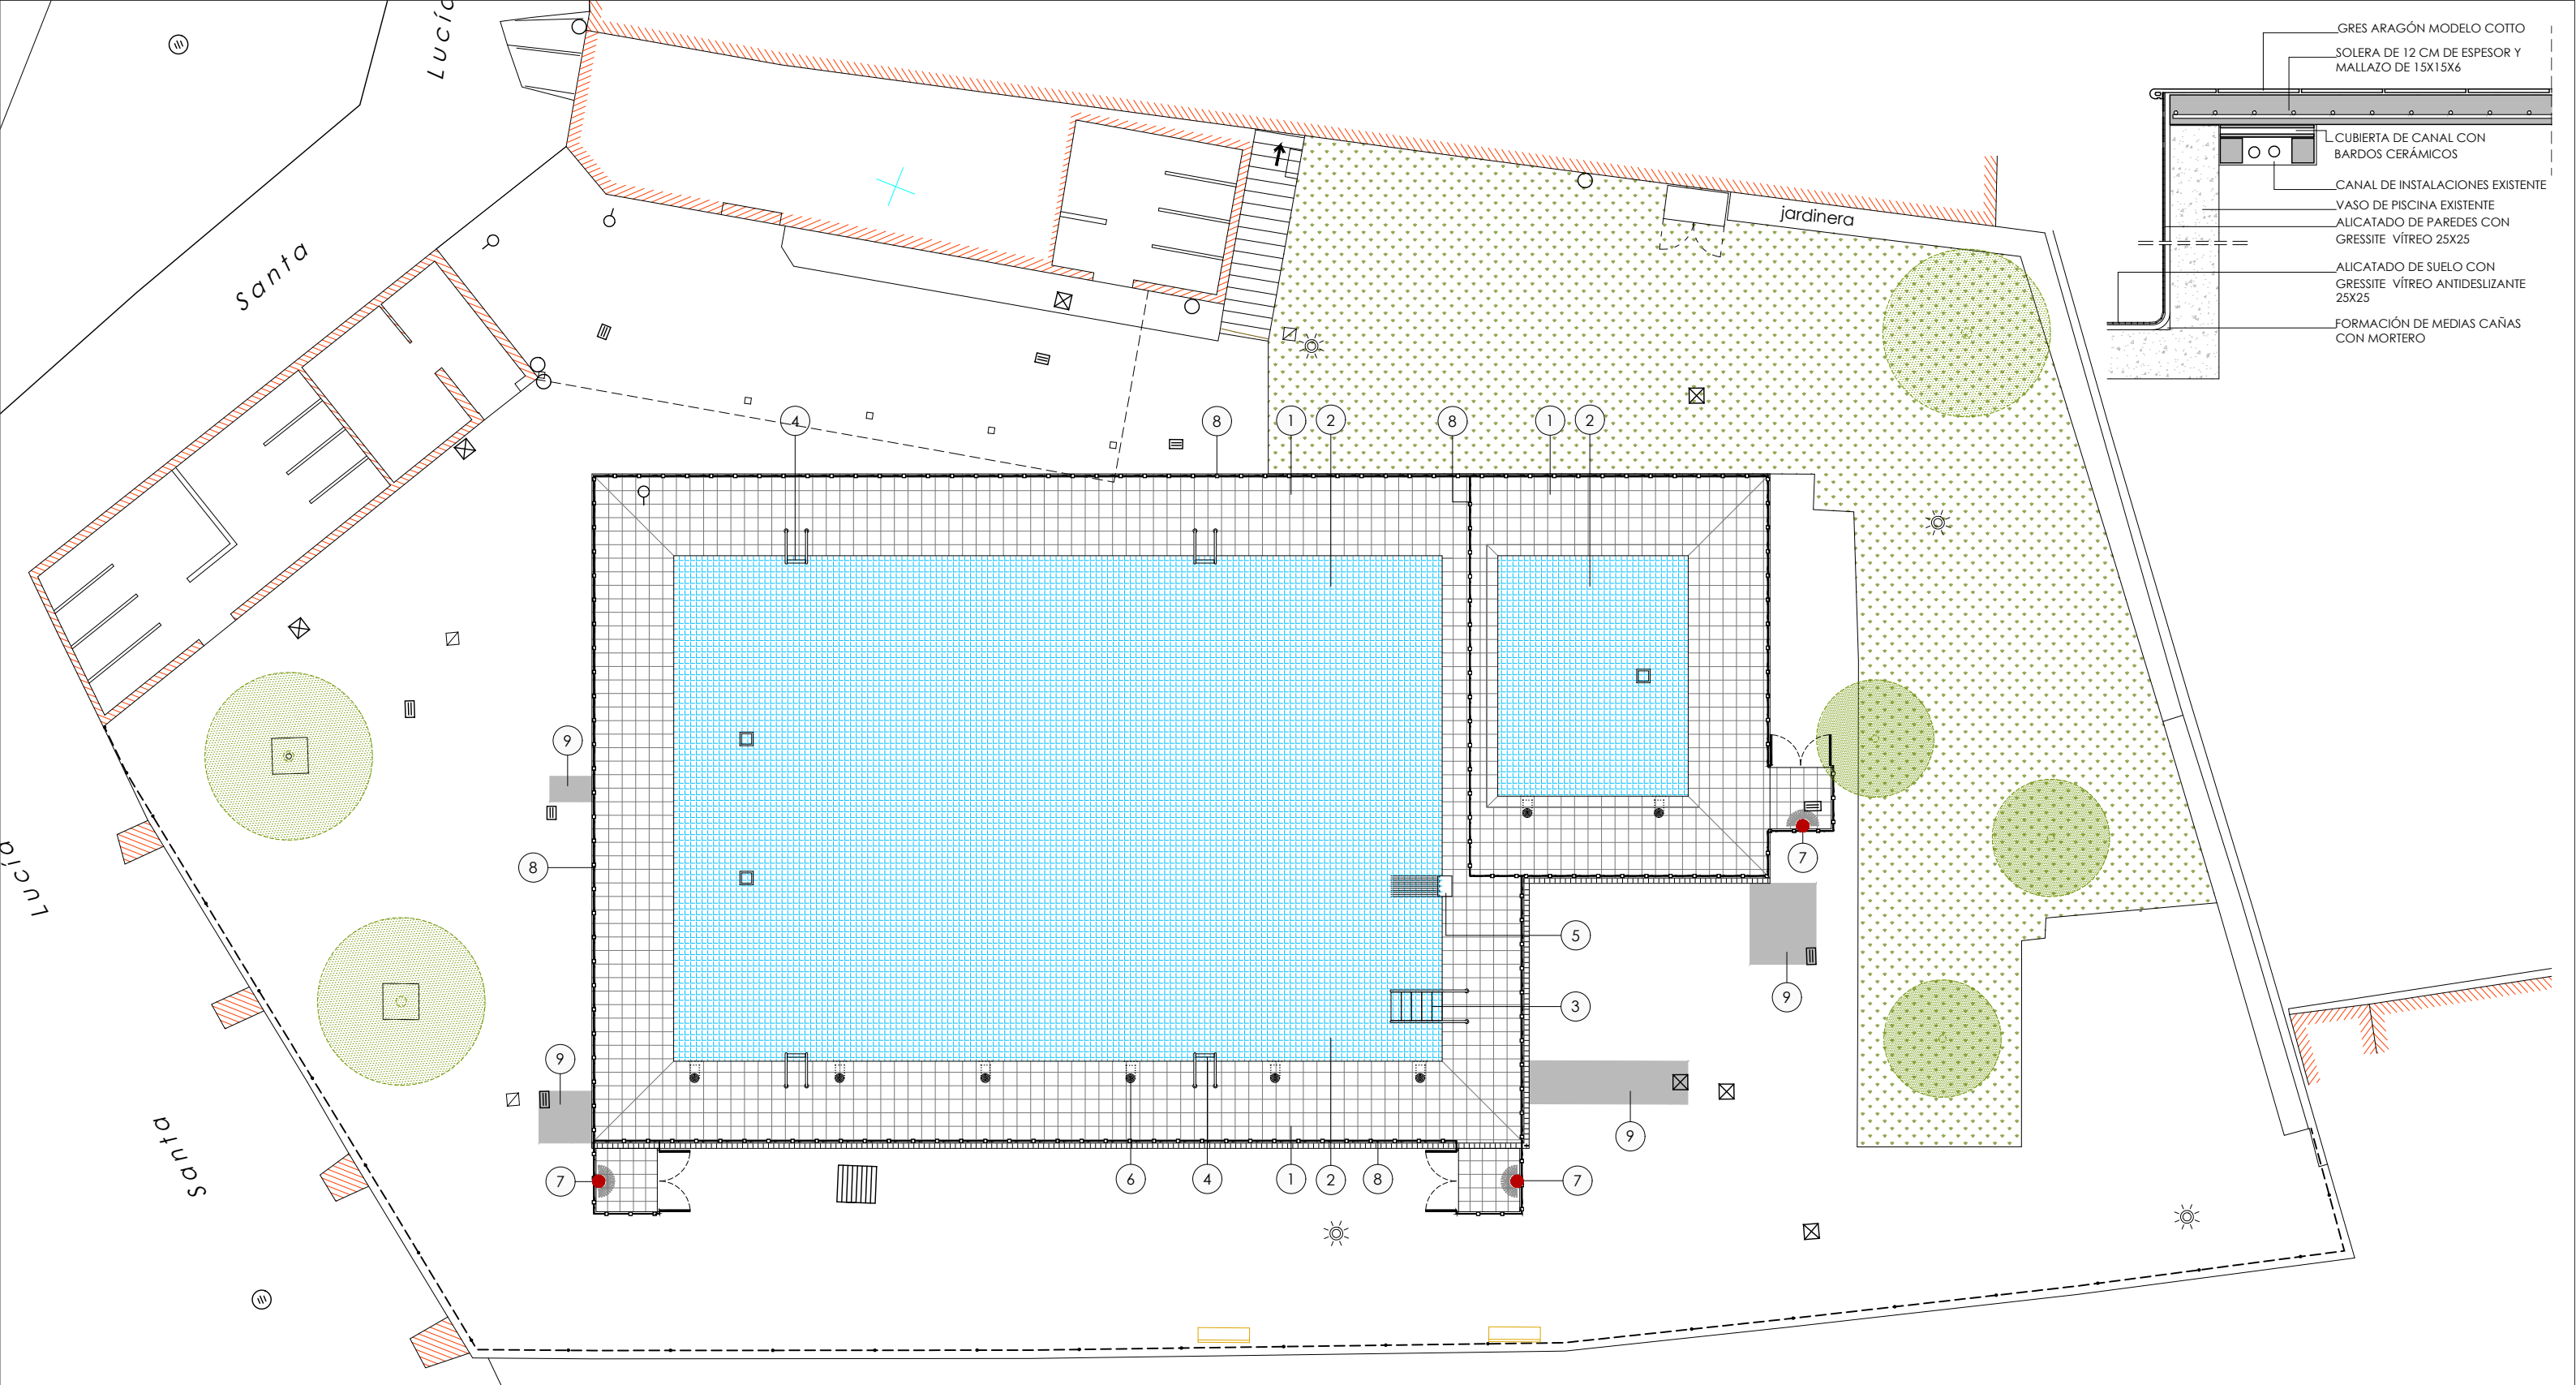 Lucía
GRES ARAGÓN MODELO COTTO
SOLERA DE 12 CM DE ESPESOR Y
MALLAZO DE 15X15X6
CUBIERTA DE CANAL CON
BARDOS CERÁMICOS
CANAL DE INSTALACIONES EXISTENTE
VASO DE PISCINA EXISTENTE
ALICATADO DE PAREDES CON
GRESSITE VÍTREO 25X25
ALICATADO DE SUELO CON
GRESSITE VÍTREO ANTIDESLIZANTE
25X25
FORMACIÓN DE MEDIAS CAÑAS
CON MORTERO
jardinera
Santa
4
8
1
2
8
1
2
9
8
7
5
9
3
9
9
7
6
4
1
2
8
7
Lucía
Santa